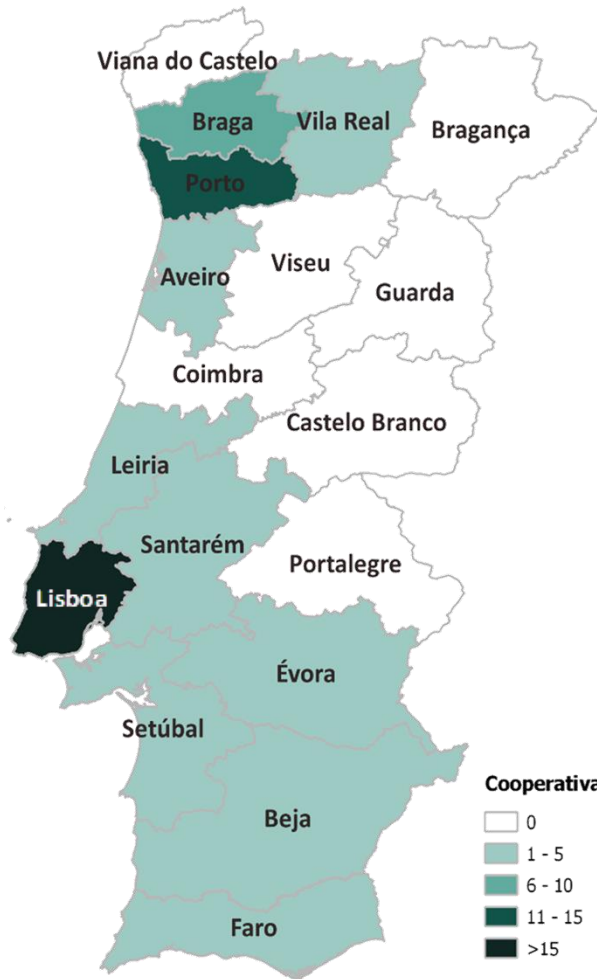 Viana do Castelo
Braga
Vila Real
Bragança
Porto
Aveiro
Viseu
Guarda
Coimbra
Castelo Branco
Leiria
Santarém
Portalegre
Lisboa
Évora
Setúbal
Beja
Faro
Cooperativa
0
1 - 5
6 - 10
11 - 15
>15